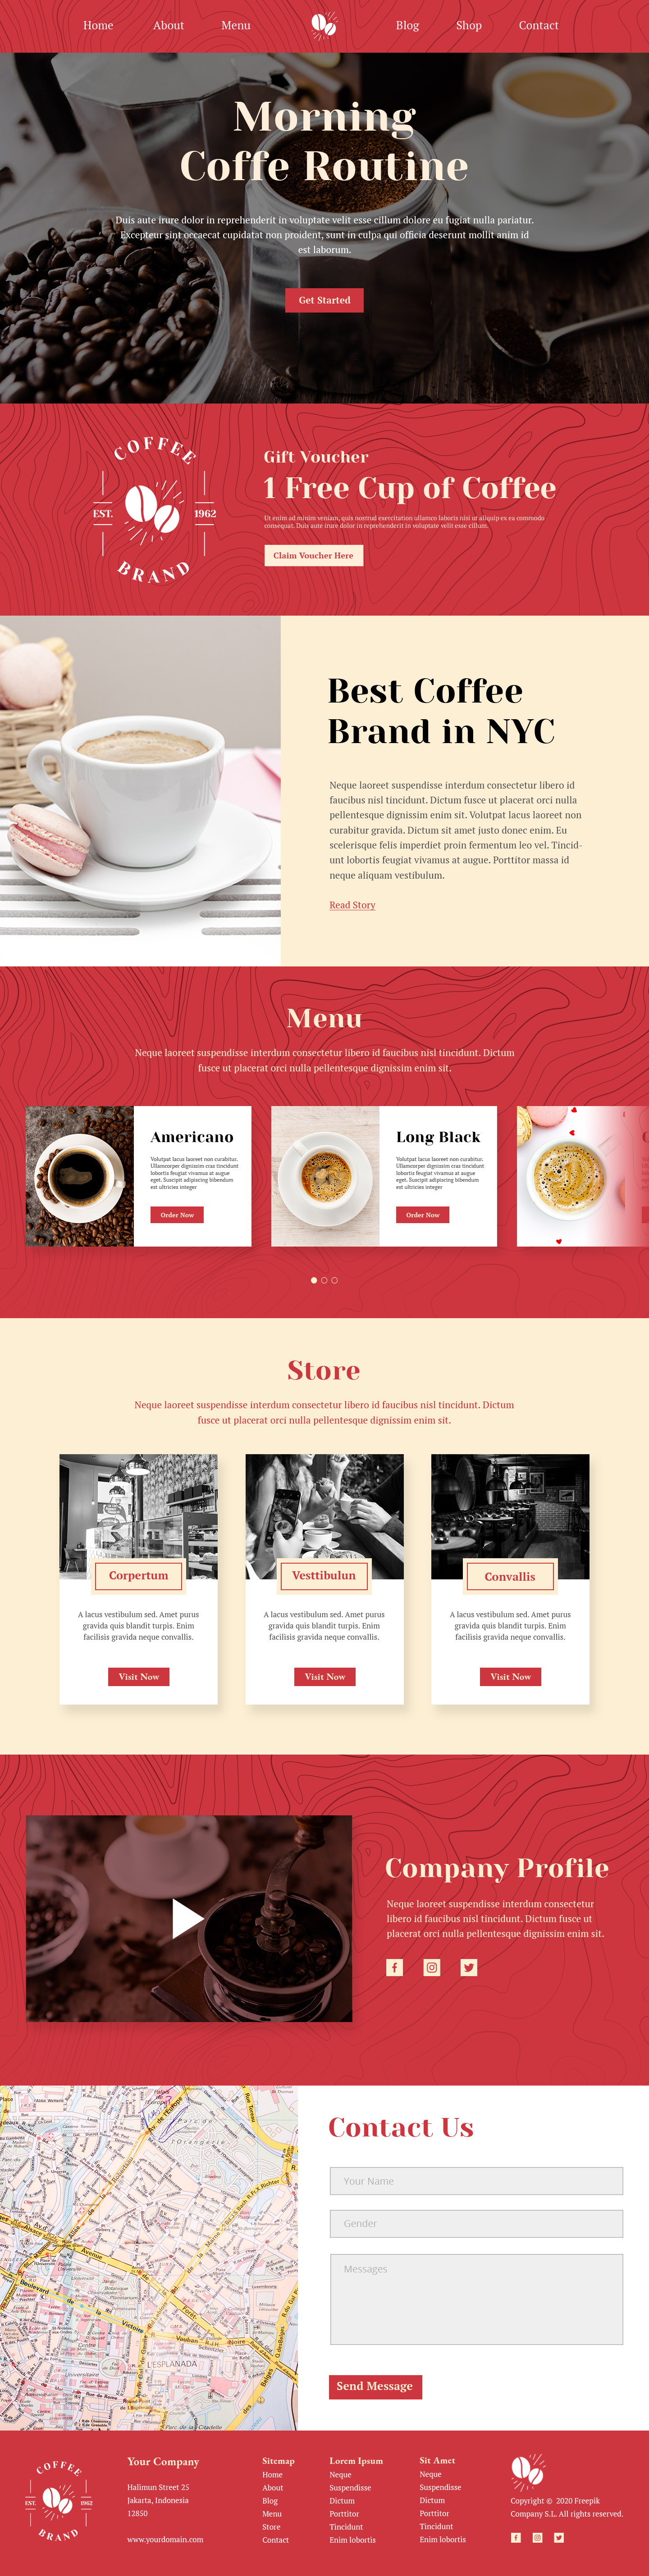 Home About Menu Blog Shop Contact
Morning
Coffe Routine
Duis aute irure dolor in reprehenderit in voluptate velit esse cillum dolore eu fugiat nulla pariatur.
Excepteur sint occaecat cupidatat non proident, sunt in culpa qui officia deserunt mollit anim id
est laborum.
Get Started
COFFEE
EST. 1962
BRAND
Gift Voucher
1 Free Cup of Coffee
Ut enim ad minim veniam, quis nostrud exercitation ullamco laboris nisi ut aliquip ex ea commodo
consequat. Duis aute irure dolor in reprehenderit in voluptate velit esse cillum.
Claim Voucher Here
Best Coffee
Brand in NYC
Neque laoreet suspendisse interdum consectetur libero id
faucibus nisl tincidunt. Dictum fusce ut placerat orci nulla
pellentesque dignissim enim sit. Volutpat lacus laoreet non
curabitur gravida. Dictum sit amet justo donec enim. Eu
scelerisque felis imperdiet proin fermentum leo vel. Tincid-
unt lobortis feugiat vivamus at augue. Porttitor massa id
neque aliquam vestibulum.
Read Story
Menu
Neque laoreet suspendisse interdum consectetur libero id faucibus nisl tincidunt. Dictum
fusce ut placerat orci nulla pellentesque dignissim enim sit.
Americano
Volutpat lacus laoreet non curabitur.
Ullamcorper dignissim cras tincidunt
lobortis feugiat vivamus at augue
eget. Suscipit adipiscing bibendum
est ultricies integer
Order Now
Long Black
Volutpat lacus laoreet non curabitur.
Ullamcorper dignissim cras tincidunt
lobortis feugiat vivamus at augue
eget. Suscipit adipiscing bibendum
est ultricies integer
Order Now
Store
Neque laoreet suspendisse interdum consectetur libero id faucibus nisl tincidunt. Dictum
fusce ut placerat orci nulla pellentesque dignissim enim sit.
Corpertum
A lacus vestibulum sed. Amet purus
gravida quis blandit turpis. Enim
facilisis gravida neque convallis.
Visit Now
Vesttibulun
A lacus vestibulum sed. Amet purus
gravida quis blandit turpis. Enim
facilisis gravida neque convallis.
Visit Now
Convallis
A lacus vestibulum sed. Amet purus
gravida quis blandit turpis. Enim
facilisis gravida neque convallis.
Visit Now
Company Profile
Neque laoreet suspendisse interdum consectetur
libero id faucibus nisl tincidunt. Dictum fusce ut
placerat orci nulla pellentesque dignissim enim sit.
Contact Us
Your Name
Gender
Messages
Send Message
L'ESPLANADA
COFFEE
EST. 1962
BRAND
Your Company
Halimun Street 25
Jakarta, Indonesia
12850
www.yourdomain.com
Sitemap
Home
About
Blog
Menu
Store
Contact
Lorem Ipsum
Neque
Suspendisse
Dictum
Porttitor
Tincidunt
Enim lobortis
Sit Amet
Neque
Suspendisse
Dictum
Porttitor
Tincidunt
Enim lobortis
Copyright © 2020 Freepik
Company S.L. All rights reserved.